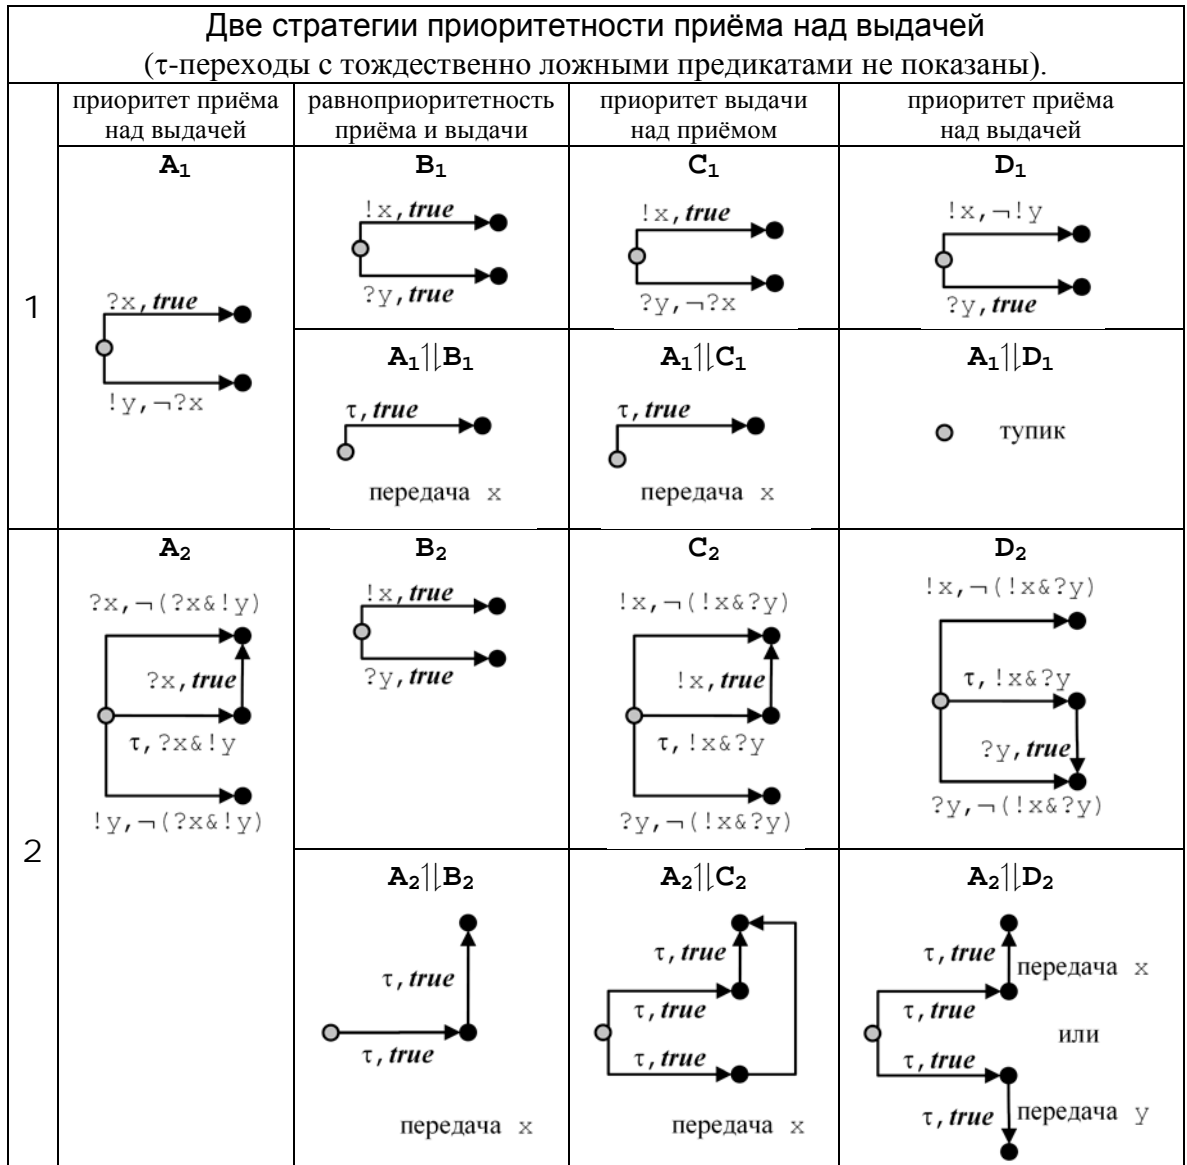 Две стратегии приоритетности приёма над выдачей
(τ-переходы с тождественно ложными предикатами не показаны).
приоритет приёма
над выдачей
равноприоритетность
приёма и выдачи
приоритет выдачи
над приёмом
приоритет приёма
над выдачей
1
A₁
?x,true
!y,¬?x
B₁
!x,true
?y,true
C₁
!x,true
?y,¬?x
D₁
!x,¬!y
?y,true
A₁⥮B₁
τ,true
передача x
A₁⥮C₁
τ,true
передача x
A₁⥮D₁
тупик
2
A₂
?x,¬(?x&!y)
?x,true
τ,?x&!y
!y,¬(?x&!y)
B₂
!x,true
?y,true
C₂
!x,¬(!x&?y)
!x,true
τ,!x&?y
?y,¬(!x&?y)
D₂
!x,¬(!x&?y)
τ,!x&?y
?y,true
?y,¬(!x&?y)
A₂⥮B₂
τ,true
τ,true
передача x
A₂⥮C₂
τ,true
τ,true
τ,true
передача x
A₂⥮D₂
τ,true
передача x
τ,true
или
τ,true
τ,true
передача y